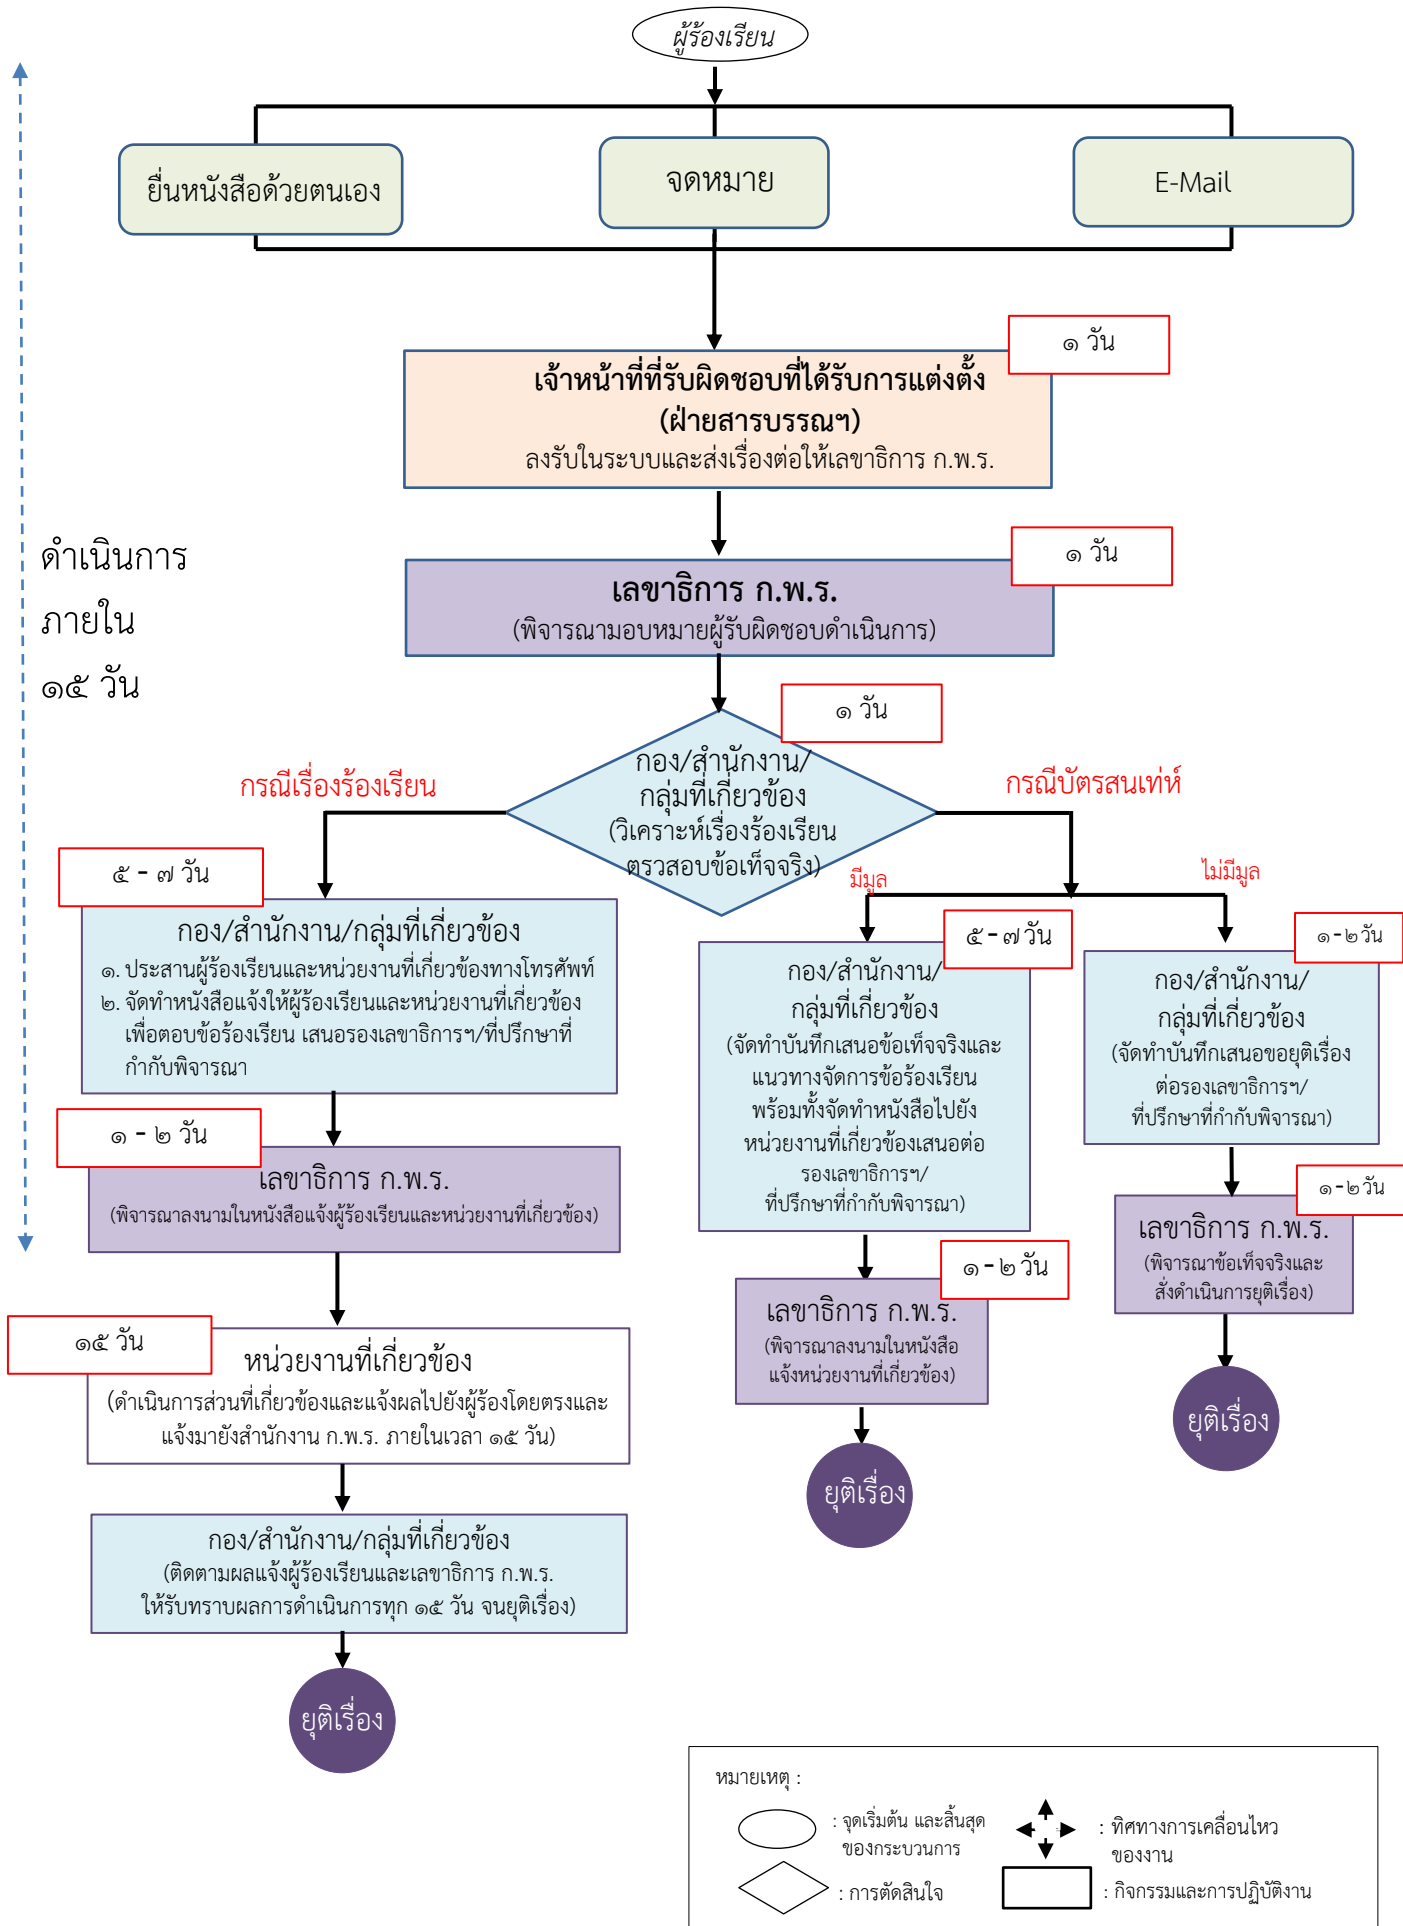 ผู้ร้องเรียน
ยื่นหนังสือด้วยตนเอง
จดหมาย
E-Mail
๑ วัน
เจ้าหน้าที่ที่รับผิดชอบที่ได้รับการแต่งตั้ง
(ฝ่ายสารบรรณฯ)
ลงรับในระบบและส่งเรื่องต่อให้เลขาธิการ ก.พ.ร.
ดำเนินการ
ภายใน
๑๕ วัน
๑ วัน
เลขาธิการ ก.พ.ร.
(พิจารณามอบหมายผู้รับผิดชอบดำเนินการ)
๑ วัน
กอง/สำนักงาน/
กลุ่มที่เกี่ยวข้อง
(วิเคราะห์เรื่องร้องเรียน
ตรวสอบข้อเท็จจริง)
กรณีเรื่องร้องเรียน
กรณีบัตรสนเท่ห์
มีมูล
ไม่มีมูล
๕ - ๗ วัน
กอง/สำนักงาน/กลุ่มที่เกี่ยวข้อง
๑. ประสานผู้ร้องเรียนและหน่วยงานที่เกี่ยวข้องทางโทรศัพท์
๒. จัดทำหนังสือแจ้งให้ผู้ร้องเรียนและหน่วยงานที่เกี่ยวข้อง
เพื่อตอบข้อร้องเรียน เสนอรองเลขาธิการฯ/ที่ปรึกษาที่
กำกับพิจารณา
๑ - ๒ วัน
เลขาธิการ ก.พ.ร.
(พิจารณาลงนามในหนังสือแจ้งผู้ร้องเรียนและหน่วยงานที่เกี่ยวข้อง)
๑๕ วัน
หน่วยงานที่เกี่ยวข้อง
(ดำเนินการส่วนที่เกี่ยวข้องและแจ้งผลไปยังผู้ร้องโดยตรงและ
แจ้งมายังสำนักงาน ก.พ.ร. ภายในเวลา ๑๕ วัน)
กอง/สำนักงาน/กลุ่มที่เกี่ยวข้อง
(ติดตามผลแจ้งผู้ร้องเรียนและเลขาธิการ ก.พ.ร.
ให้รับทราบผลการดำเนินการทุก ๑๕ วัน จนยุติเรื่อง)
ยุติเรื่อง
๕ - ๗ วัน
กอง/สำนักงาน/
กลุ่มที่เกี่ยวข้อง
(จัดทำบันทึกเสนอข้อเท็จจริงและ
แนวทางจัดการข้อร้องเรียน
พร้อมทั้งจัดทำหนังสือไปยัง
หน่วยงานที่เกี่ยวข้องเสนอต่อ
รองเลขาธิการฯ/
ที่ปรึกษาที่กำกับพิจารณา)
๑ - ๒ วัน
เลขาธิการ ก.พ.ร.
(พิจารณาลงนามในหนังสือ
แจ้งหน่วยงานที่เกี่ยวข้อง)
ยุติเรื่อง
๑ - ๒ วัน
กอง/สำนักงาน/
กลุ่มที่เกี่ยวข้อง
(จัดทำบันทึกเสนอขอยุติเรื่อง
ต่อรองเลขาธิการฯ/
ที่ปรึกษาที่กำกับพิจารณา)
๑ - ๒ วัน
เลขาธิการ ก.พ.ร.
(พิจารณาข้อเท็จจริงและ
สั่งดำเนินการยุติเรื่อง)
ยุติเรื่อง
หมายเหตุ :
: จุดเริ่มต้น และสิ้นสุด
ของกระบวนการ
: ทิศทางการเคลื่อนไหว
ของงาน
: การตัดสินใจ
: กิจกรรมและการปฏิบัติงาน